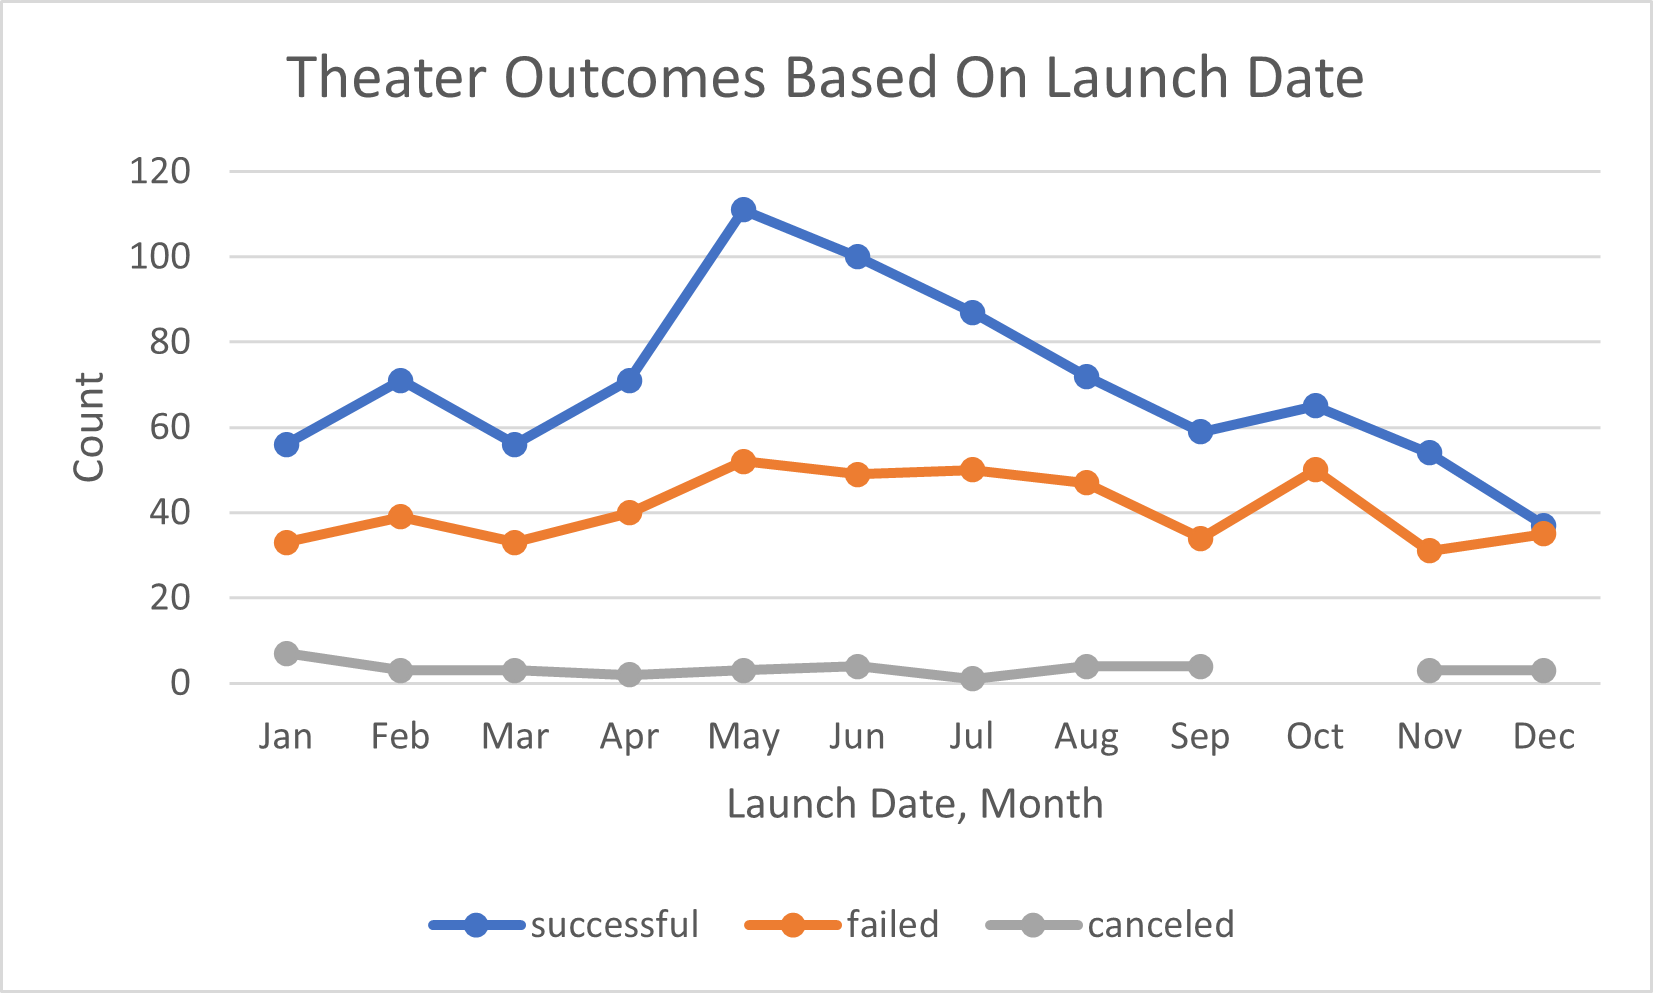 Theater Outcomes Based On Launch Date
120
100
80
60
40
20
0
Count
Jan Feb Mar Apr May Jun Jul Aug Sep Oct Nov Dec
Launch Date, Month
successful failed canceled